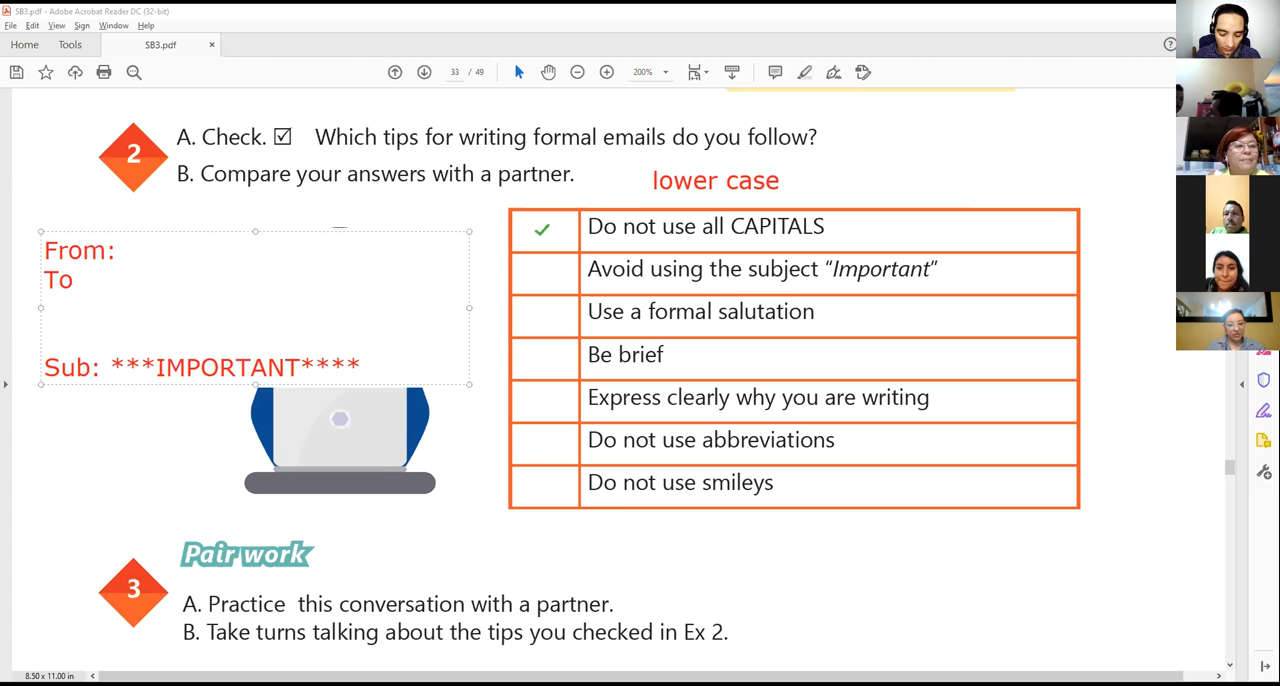 SB3.pdf - Adobe Acrobat Reader DC (32-bit)
File Edit View Sign Window Help
Home Tools SB3.pdf ×
33 / 49 200%
2
A. Check. ☑ Which tips for writing formal emails do you follow?
B. Compare your answers with a partner.
lower case
From:
To
Sub: ***IMPORTANT****
✓ Do not use all CAPITALS
Avoid using the subject “Important”
Use a formal salutation
Be brief
Express clearly why you are writing
Do not use abbreviations
Do not use smileys
Pair work
3
A. Practice this conversation with a partner.
B. Take turns talking about the tips you checked in Ex 2.
8.50 x 11.00 in